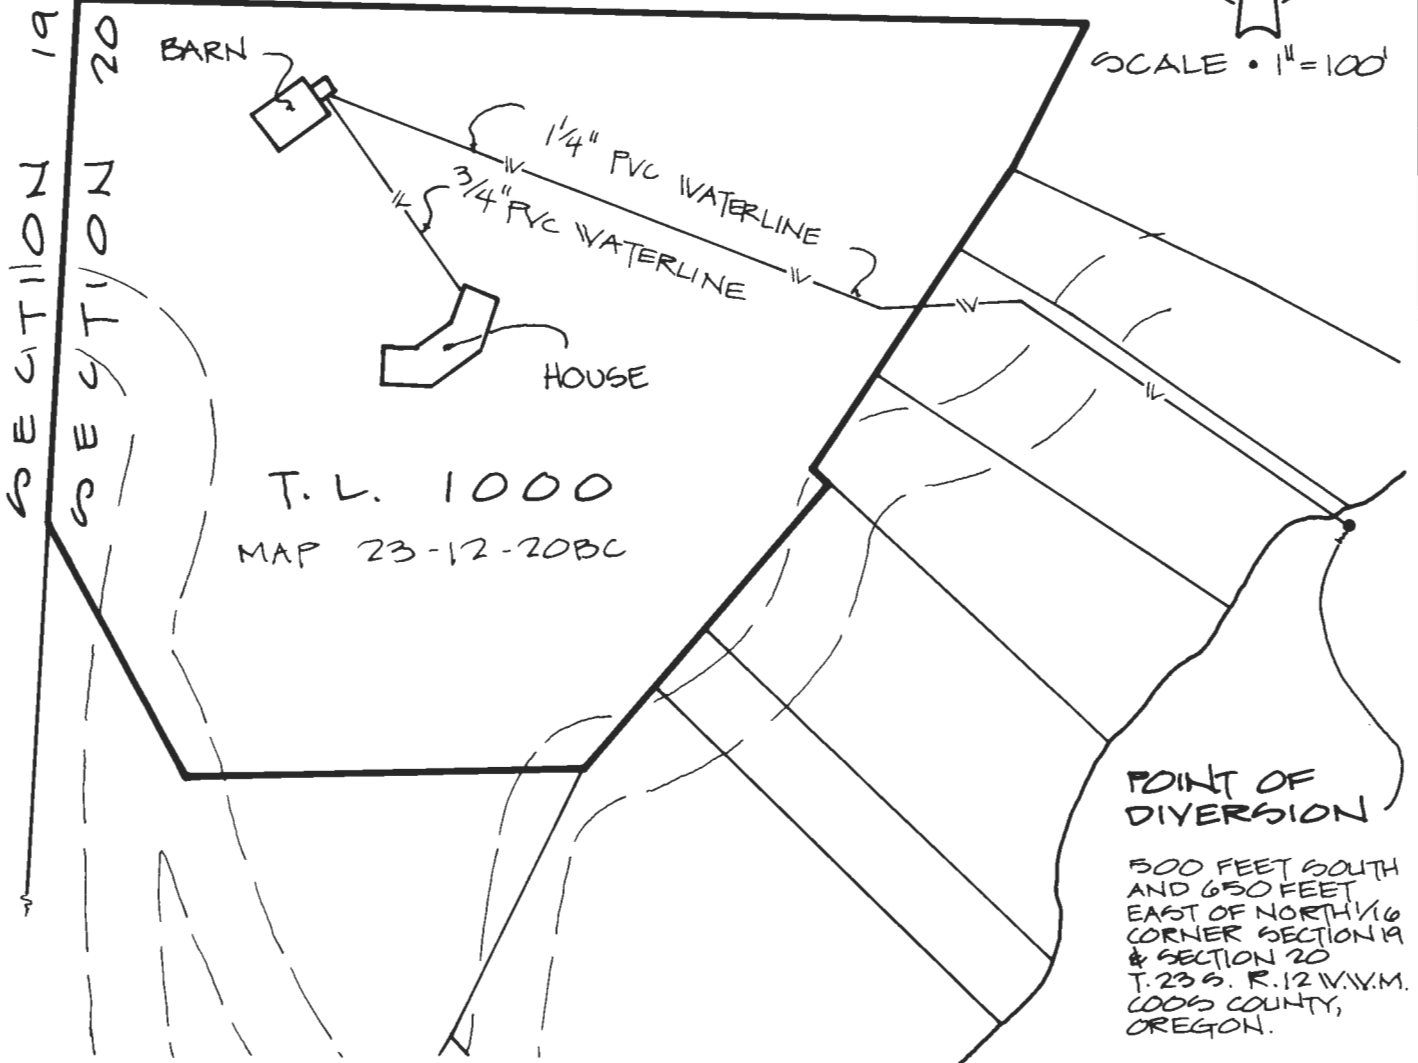 SECTION 19
SECTION 20
BARN
SCALE • 1"=100'
1 1/4" PVC WATERLINE
W
W
W
W
W
3/4" PVC WATERLINE
HOUSE
T. L. 1000
MAP 23-12-20BC
POINT OF
DIVERSION
500 FEET SOUTH
AND 650 FEET
EAST OF NORTH 1/16
CORNER SECTION 19
& SECTION 20
T. 23 S. R. 12 W.W.M.
COOS COUNTY,
OREGON.